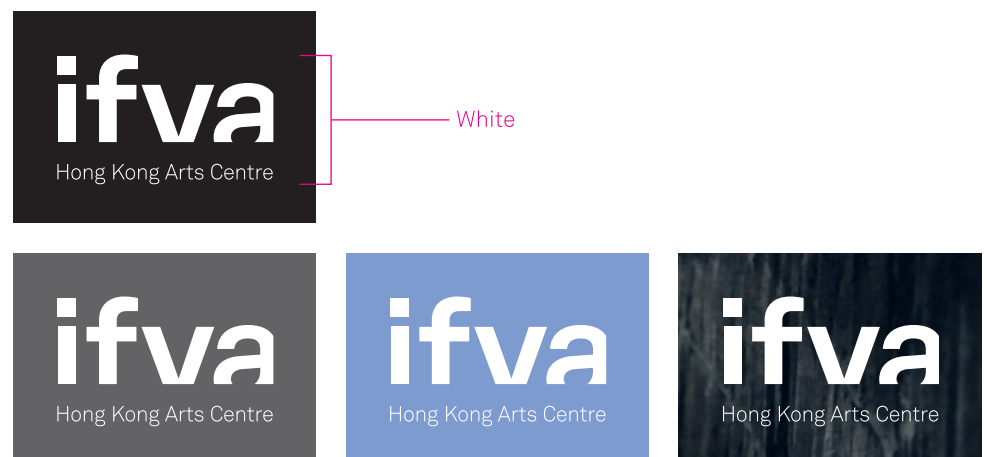 ifva
Hong Kong Arts Centre
White
ifva
Hong Kong Arts Centre
ifva
Hong Kong Arts Centre
ifva
Hong Kong Arts Centre